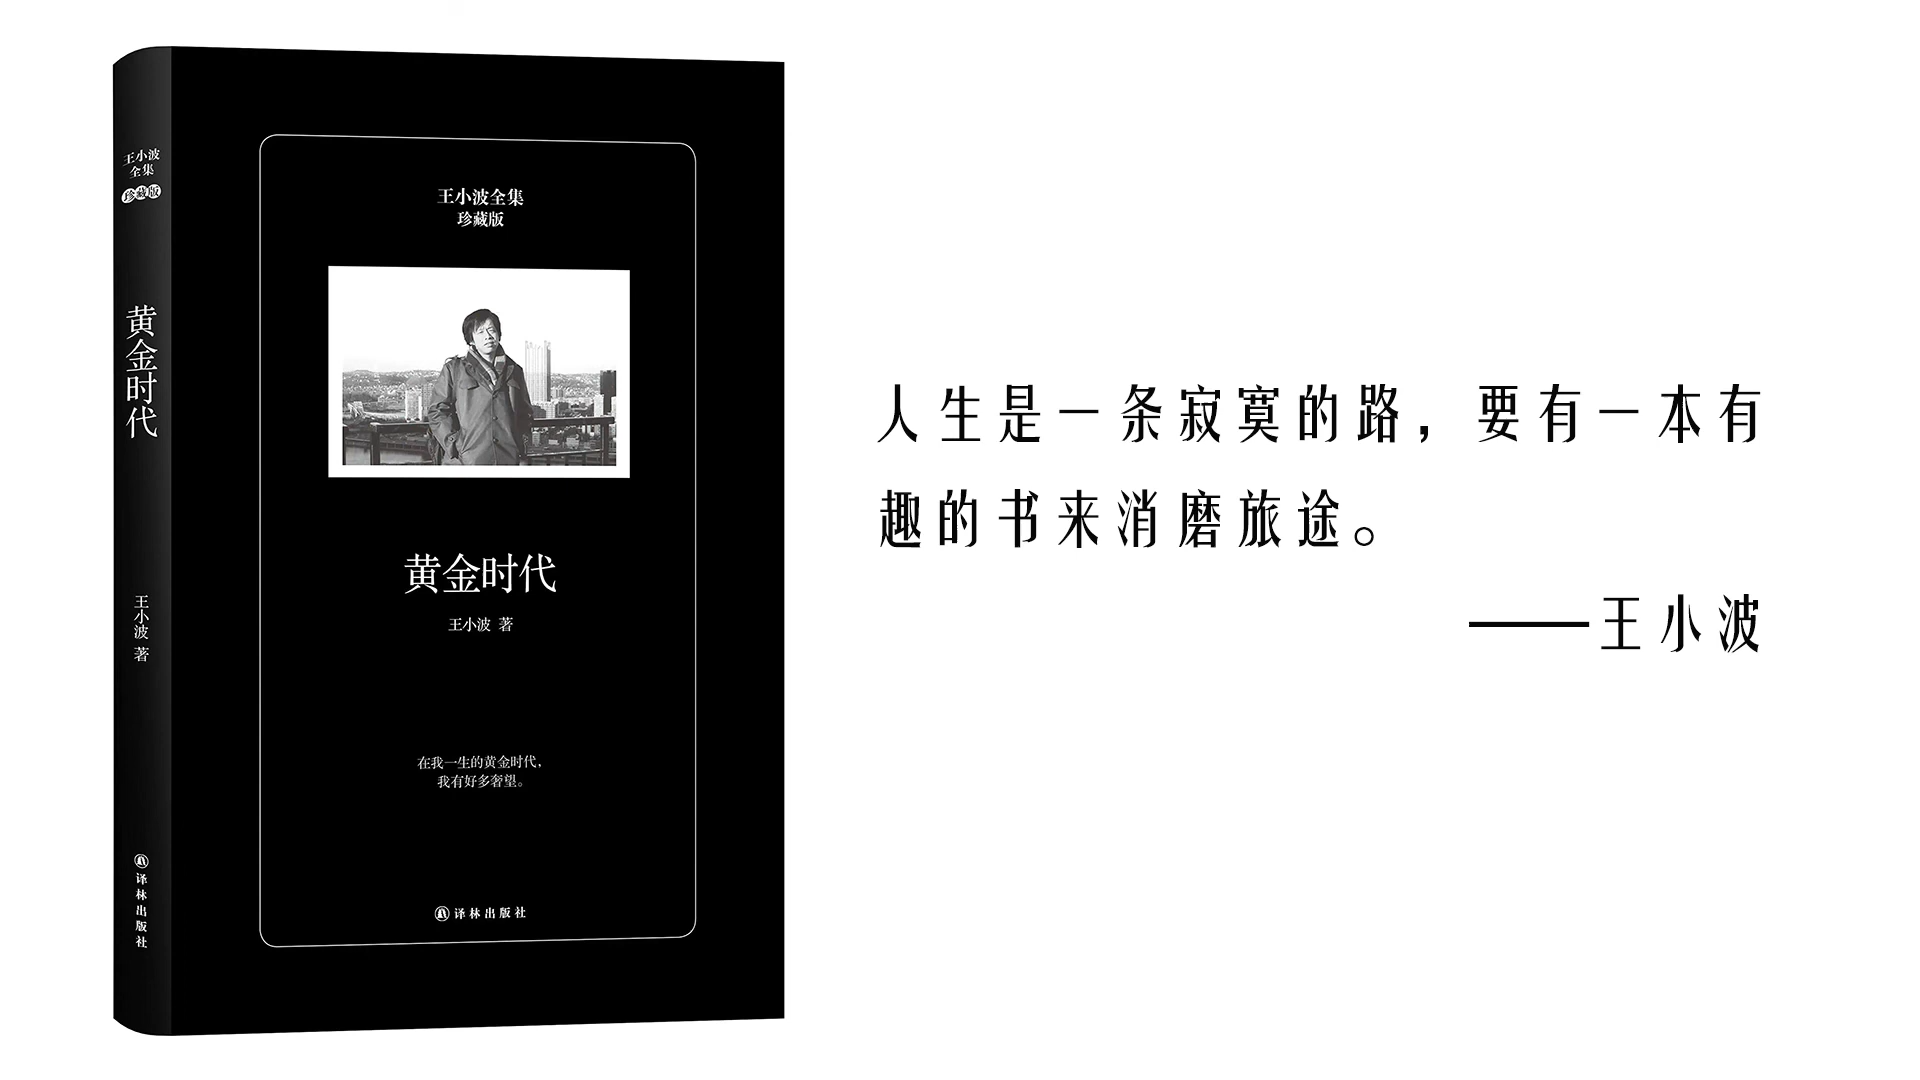 王小波
全集
珍藏版
黄金时代
王小波 著
译林出版社
王小波全集
珍藏版
黄金时代
王小波 著
在我一生的黄金时代，
我有好多奢望。
译林出版社
人生是一条寂寞的路，要有一本有
趣的书来消磨旅途。
——王小波